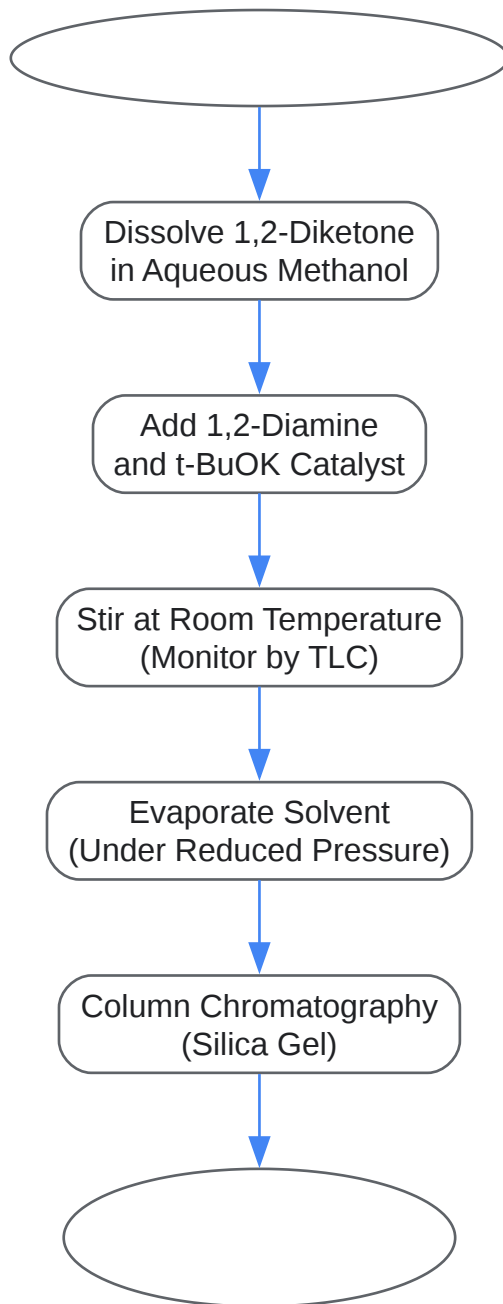 Dissolve 1,2-Diketone
in Aqueous Methanol
Add 1,2-Diamine
and t-BuOK Catalyst
Stir at Room Temperature
(Monitor by TLC)
Evaporate Solvent
(Under Reduced Pressure)
Column Chromatography
(Silica Gel)